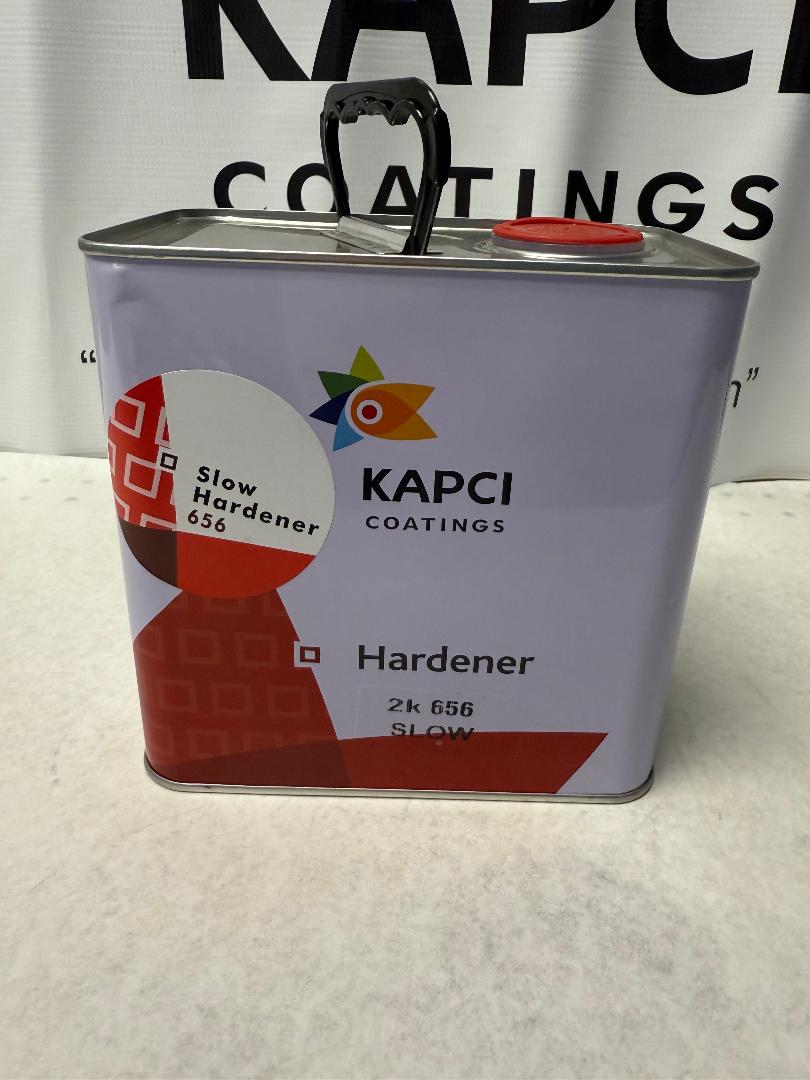 KAPCI
COATINGS
Slow
Hardener
656
KAPCI
COATINGS
Hardener
2k 656
SLOW